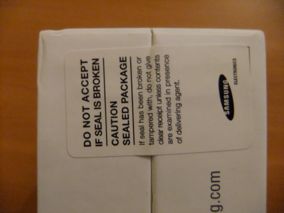 DO NOT ACCEPT
IF SEAL IS BROKEN
CAUTION
SEALED PACKAGE
If seal has been broken or
tampered with, do not give
clear receipt unless contents
are examined in presence
of delivering agent.
SAMSUNG
ELECTRONICS
g.com